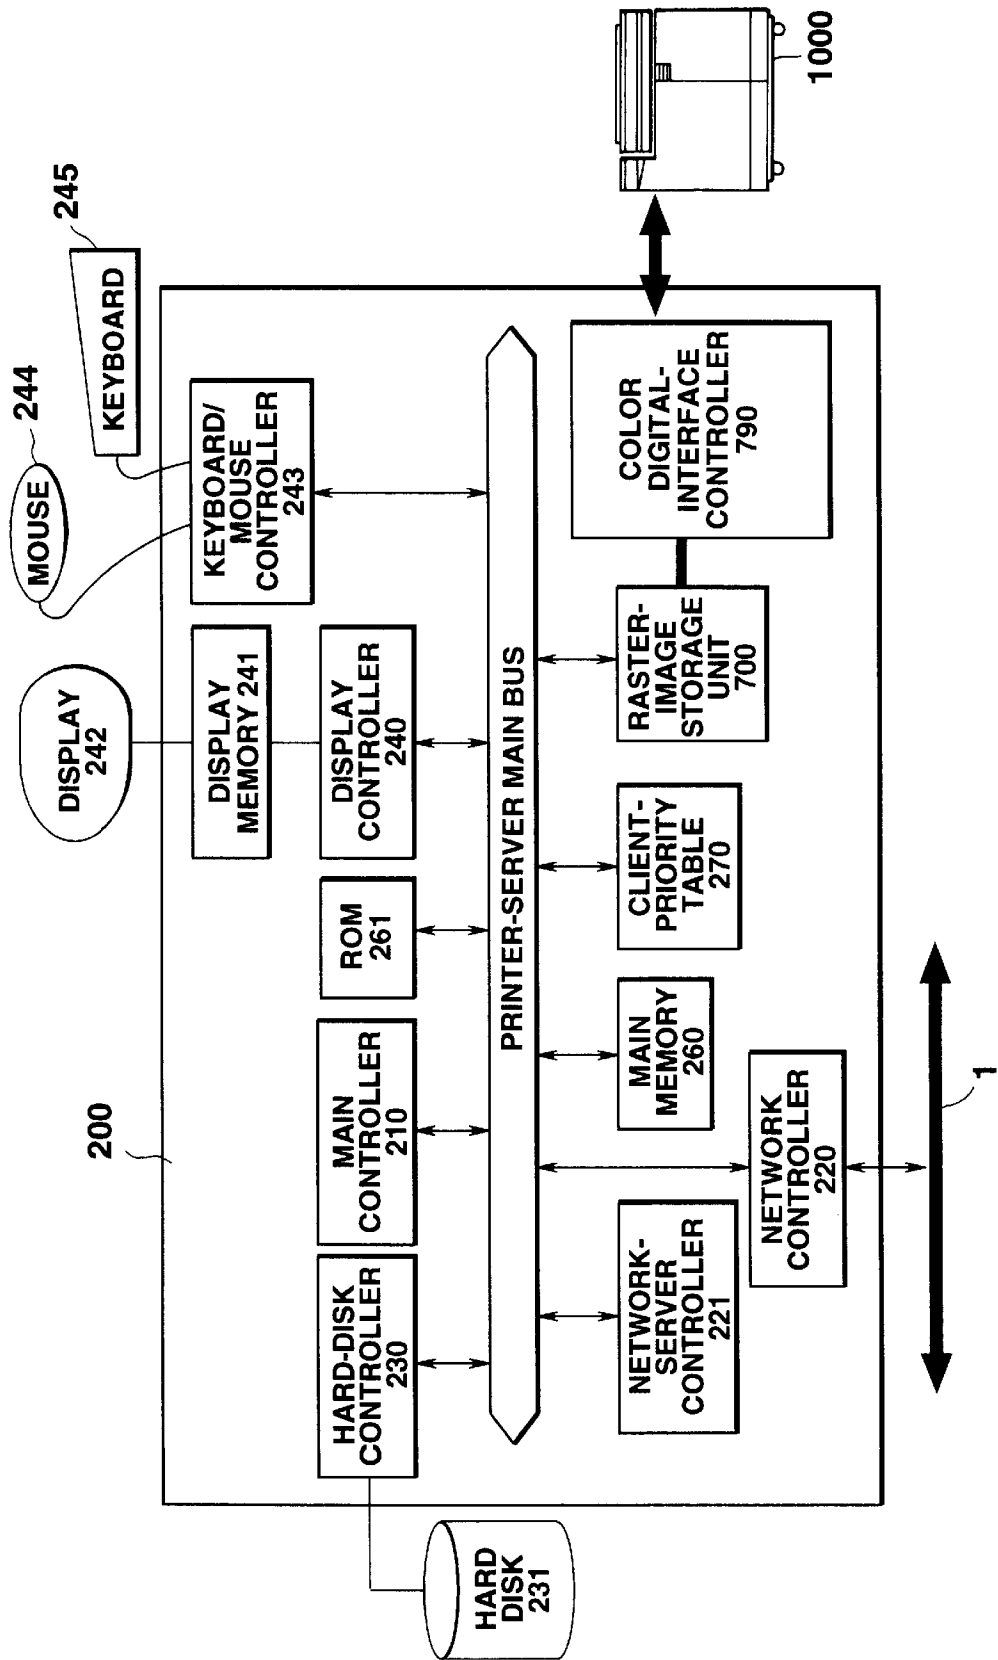 DISPLAY
242
MOUSE
244
KEYBOARD
245
200
DISPLAY
MEMORY 241
KEYBOARD/
MOUSE
CONTROLLER
243
HARD-DISK
CONTROLLER
230
MAIN
CONTROLLER
210
ROM
261
DISPLAY
CONTROLLER
240
HARD
DISK
231
PRINTER-SERVER MAIN BUS
NETWORK-
SERVER
CONTROLLER
221
MAIN
MEMORY
260
CLIENT-
PRIORITY
TABLE
270
RASTER-
IMAGE
STORAGE
UNIT
700
COLOR
DIGITAL-
INTERFACE
CONTROLLER
790
1000
NETWORK
CONTROLLER
220
1